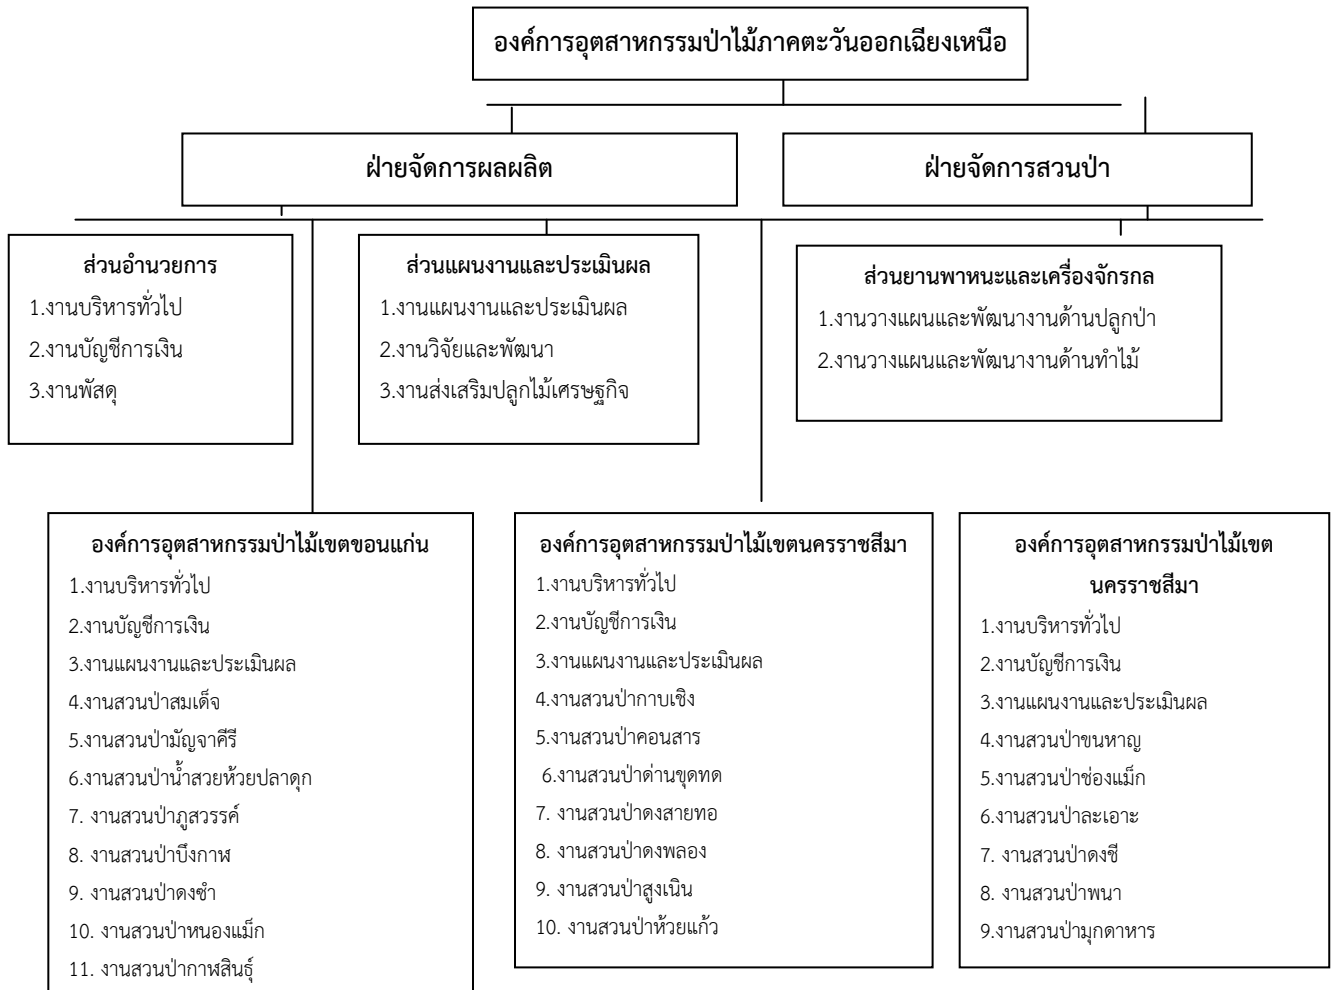 องค์การอุตสาหกรรมป่าไม้ภาคตะวันออกเฉียงเหนือ
ฝ่ายจัดการผลผลิต
ฝ่ายจัดการสวนป่า
ส่วนอำนวยการ
1.งานบริหารทั่วไป
2.งานบัญชีการเงิน
3.งานพัสดุ
ส่วนแผนงานและประเมินผล
1.งานแผนงานและประเมินผล
2.งานวิจัยและพัฒนา
3.งานส่งเสริมปลูกไม้เศรษฐกิจ
ส่วนยานพาหนะและเครื่องจักรกล
1.งานวางแผนและพัฒนางานด้านปลูกป่า
2.งานวางแผนและพัฒนางานด้านทำไม้
องค์การอุตสาหกรรมป่าไม้เขตขอนแก่น
1.งานบริหารทั่วไป
2.งานบัญชีการเงิน
3.งานแผนงานและประเมินผล
4.งานสวนป่าสมเด็จ
5.งานสวนป่ามัญจาคีรี
6.งานสวนป่าน้ำสวยห้วยปลาดุก
7. งานสวนป่าภูสวรรค์
8. งานสวนป่าบึงกาฬ
9. งานสวนป่าดงซำ
10. งานสวนป่าหนองแม็ก
11. งานสวนป่ากาฬสินธุ์
องค์การอุตสาหกรรมป่าไม้เขตนครราชสีมา
1.งานบริหารทั่วไป
2.งานบัญชีการเงิน
3.งานแผนงานและประเมินผล
4.งานสวนป่ากาบเชิง
5.งานสวนป่าคอนสาร
6.งานสวนป่าด่านขุดทด
7. งานสวนป่าดงสายทอ
8. งานสวนป่าดงพลอง
9. งานสวนป่าสูงเนิน
10. งานสวนป่าห้วยแก้ว
องค์การอุตสาหกรรมป่าไม้เขต
นครราชสีมา
1.งานบริหารทั่วไป
2.งานบัญชีการเงิน
3.งานแผนงานและประเมินผล
4.งานสวนป่าขนหาญ
5.งานสวนป่าช่องแม็ก
6.งานสวนป่าละเอาะ
7. งานสวนป่าดงชี
8. งานสวนป่าพนา
9.งานสวนป่ามุกดาหาร